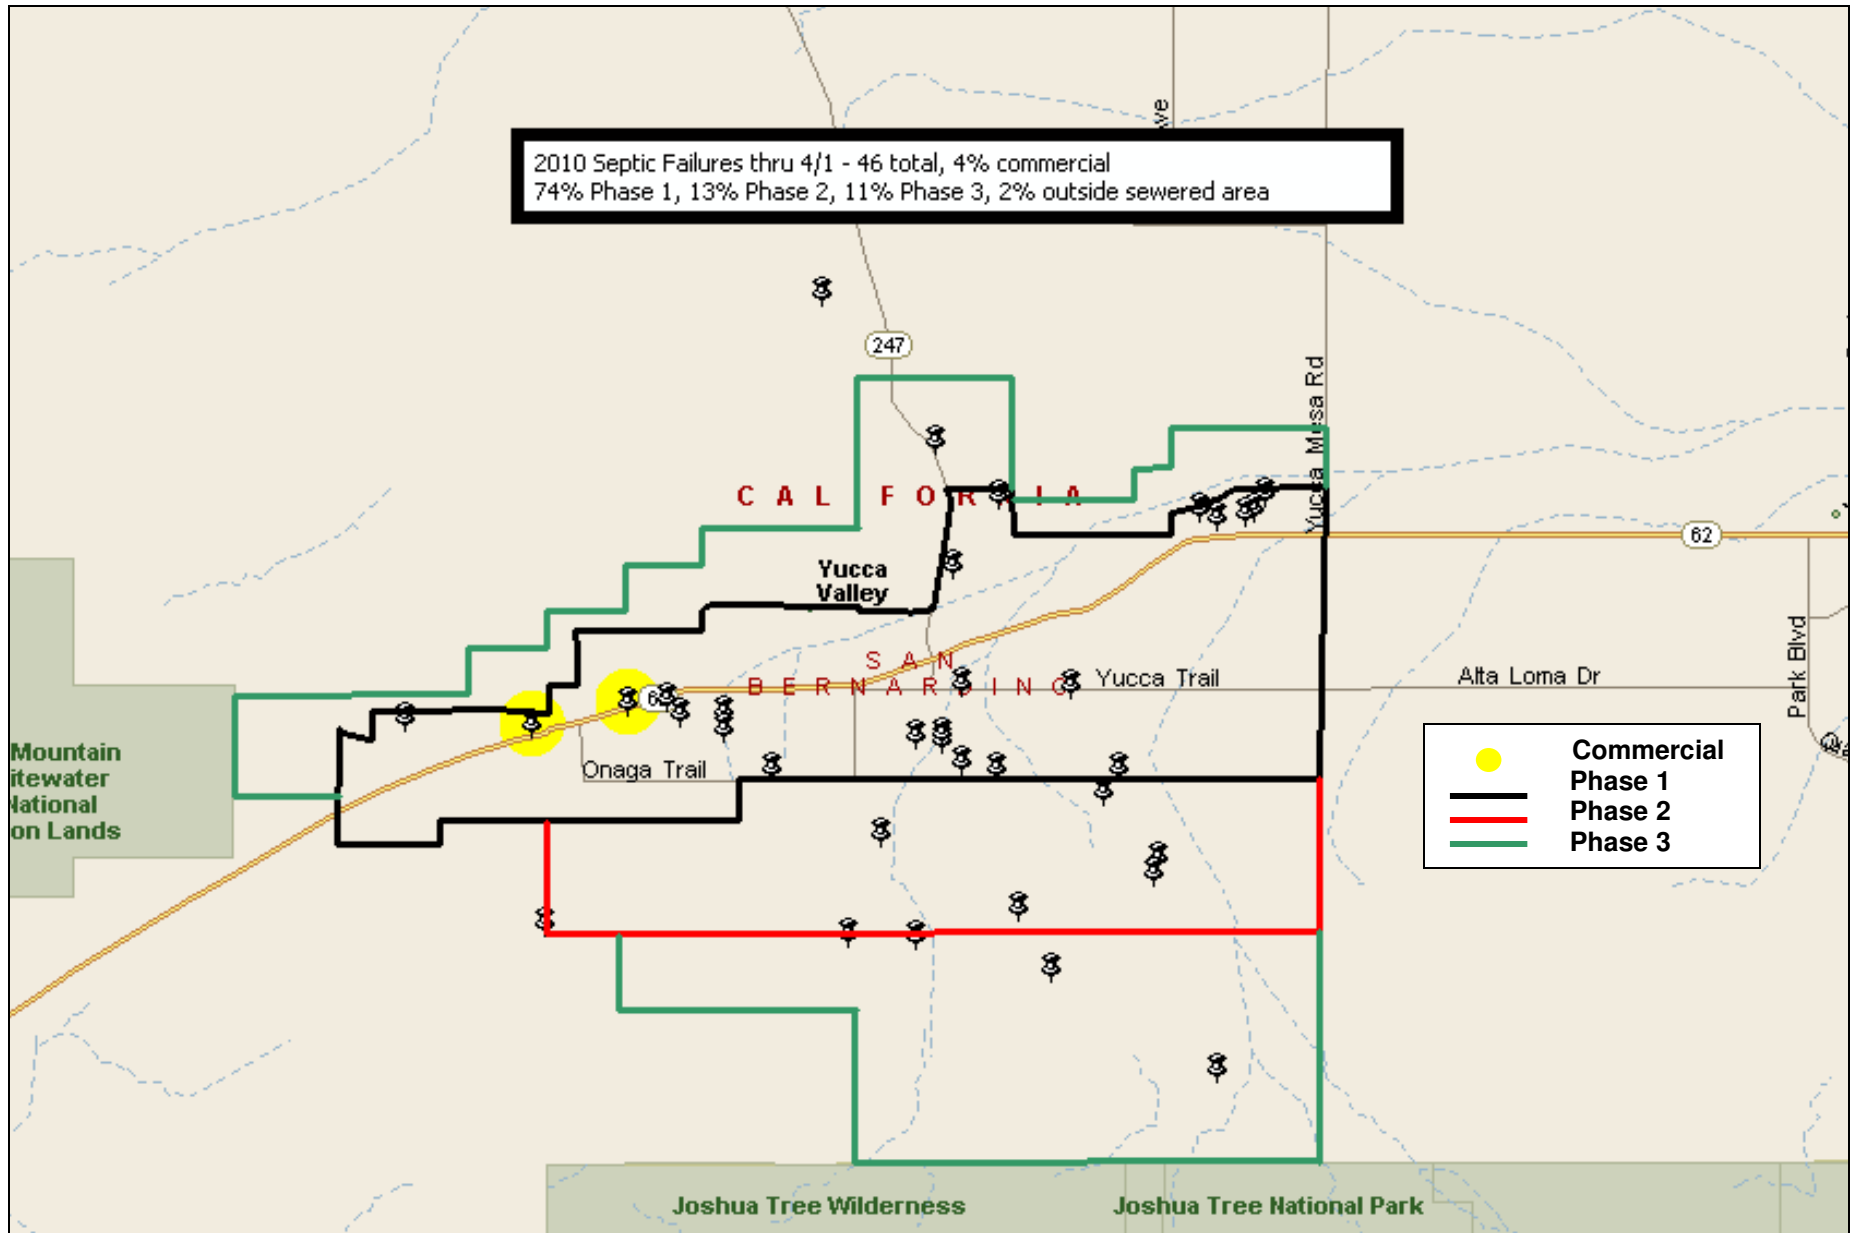 ve
2010 Septic Failures thru 4/1 - 46 total, 4% commercial
74% Phase 1, 13% Phase 2, 11% Phase 3, 2% outside sewered area
247
Yucca Mesa Rd
CALIFORNIA
62
Yucca
Valley
SAN
BERNARDINO
Yucca Trail
Alta Loma Dr
Park Blvd
Onaga Trail
Mountain
itewater
National
on Lands
Commercial
Phase 1
Phase 2
Phase 3
Joshua Tree Wilderness
Joshua Tree National Park